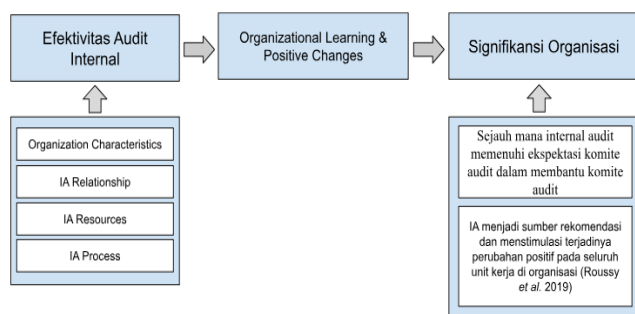 Efektivitas Audit
Internal
Organizational Learning &
Positive Changes
Signifikansi Organisasi
Organization Characteristics
IA Relationship
IA Resources
IA Process
Sejauh mana internal audit
memenuhi ekspektasi komite
audit dalam membantu komite
audit
IA menjadi sumber rekomendasi
dan menstimulasi terjadinya
perubahan positif pada seluruh
unit kerja di organisasi (Roussy
et al. 2019)